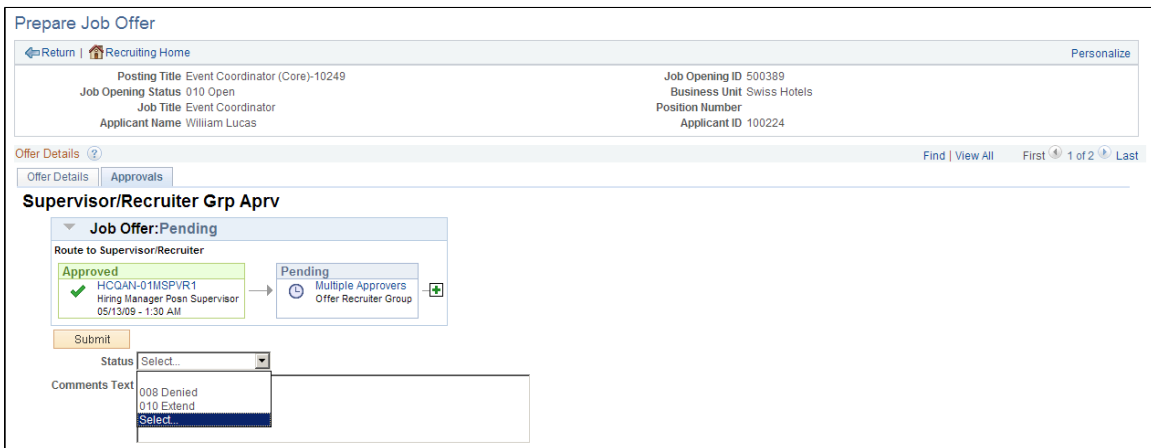 Prepare Job Offer
Return | Recruiting Home Personalize
Posting Title Event Coordinator (Core)-10249 Job Opening ID 500389
Job Opening Status 010 Open Business Unit Swiss Hotels
Job Title Event Coordinator Position Number
Applicant Name William Lucas Applicant ID 100224
Offer Details ? Find | View All First 1 of 2 Last
Offer Details Approvals
Supervisor/Recruiter Grp Aprv
Job Offer:Pending
Route to Supervisor/Recruiter
Approved Pending
HCQAN-01MSPVR1 Multiple Approvers
Hiring Manager Posn Supervisor Offer Recruiter Group
05/13/09 - 1:30 AM
Submit
Status Select...
Comments Text
008 Denied
010 Extend
Select...